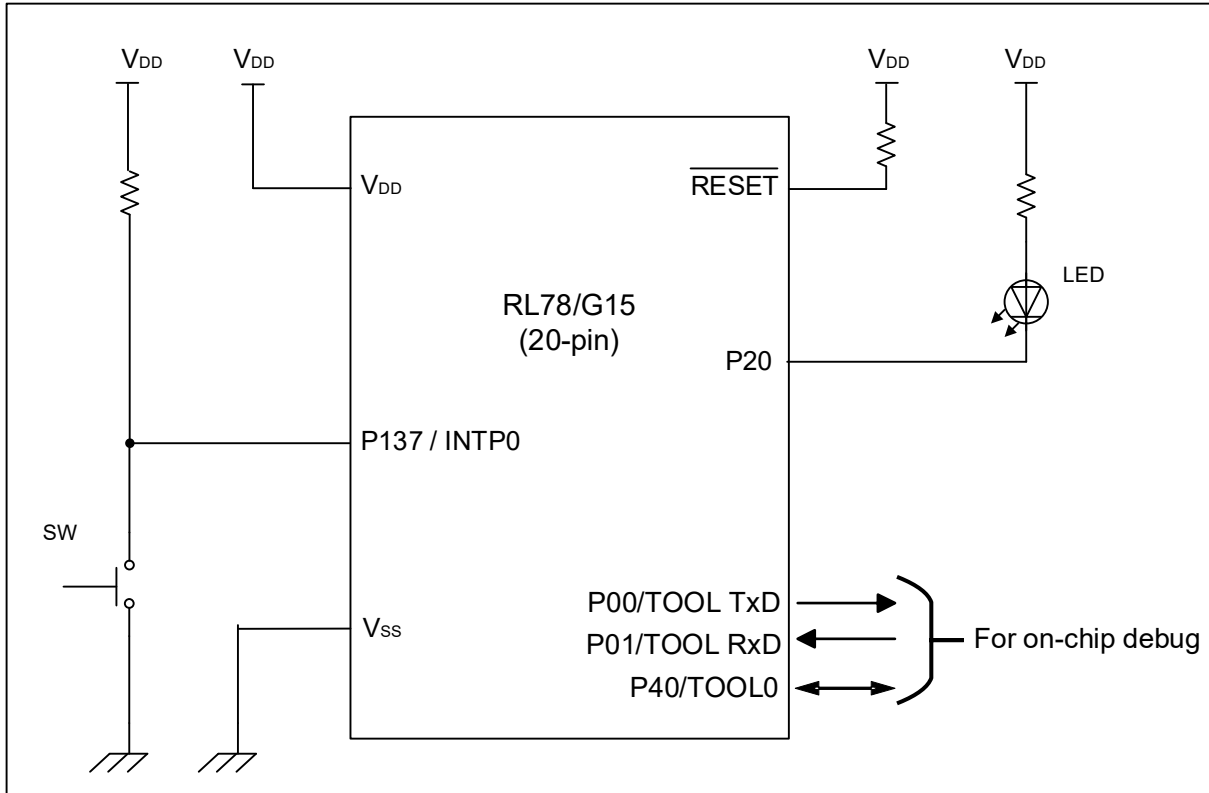 VDD
VDD
VDD
VDD
VDD
RESET
LED
RL78/G15
(20-pin)
P20
P137 / INTP0
SW
P00/TOOL TxD
VSS
P01/TOOL RxD
For on-chip debug
P40/TOOL0